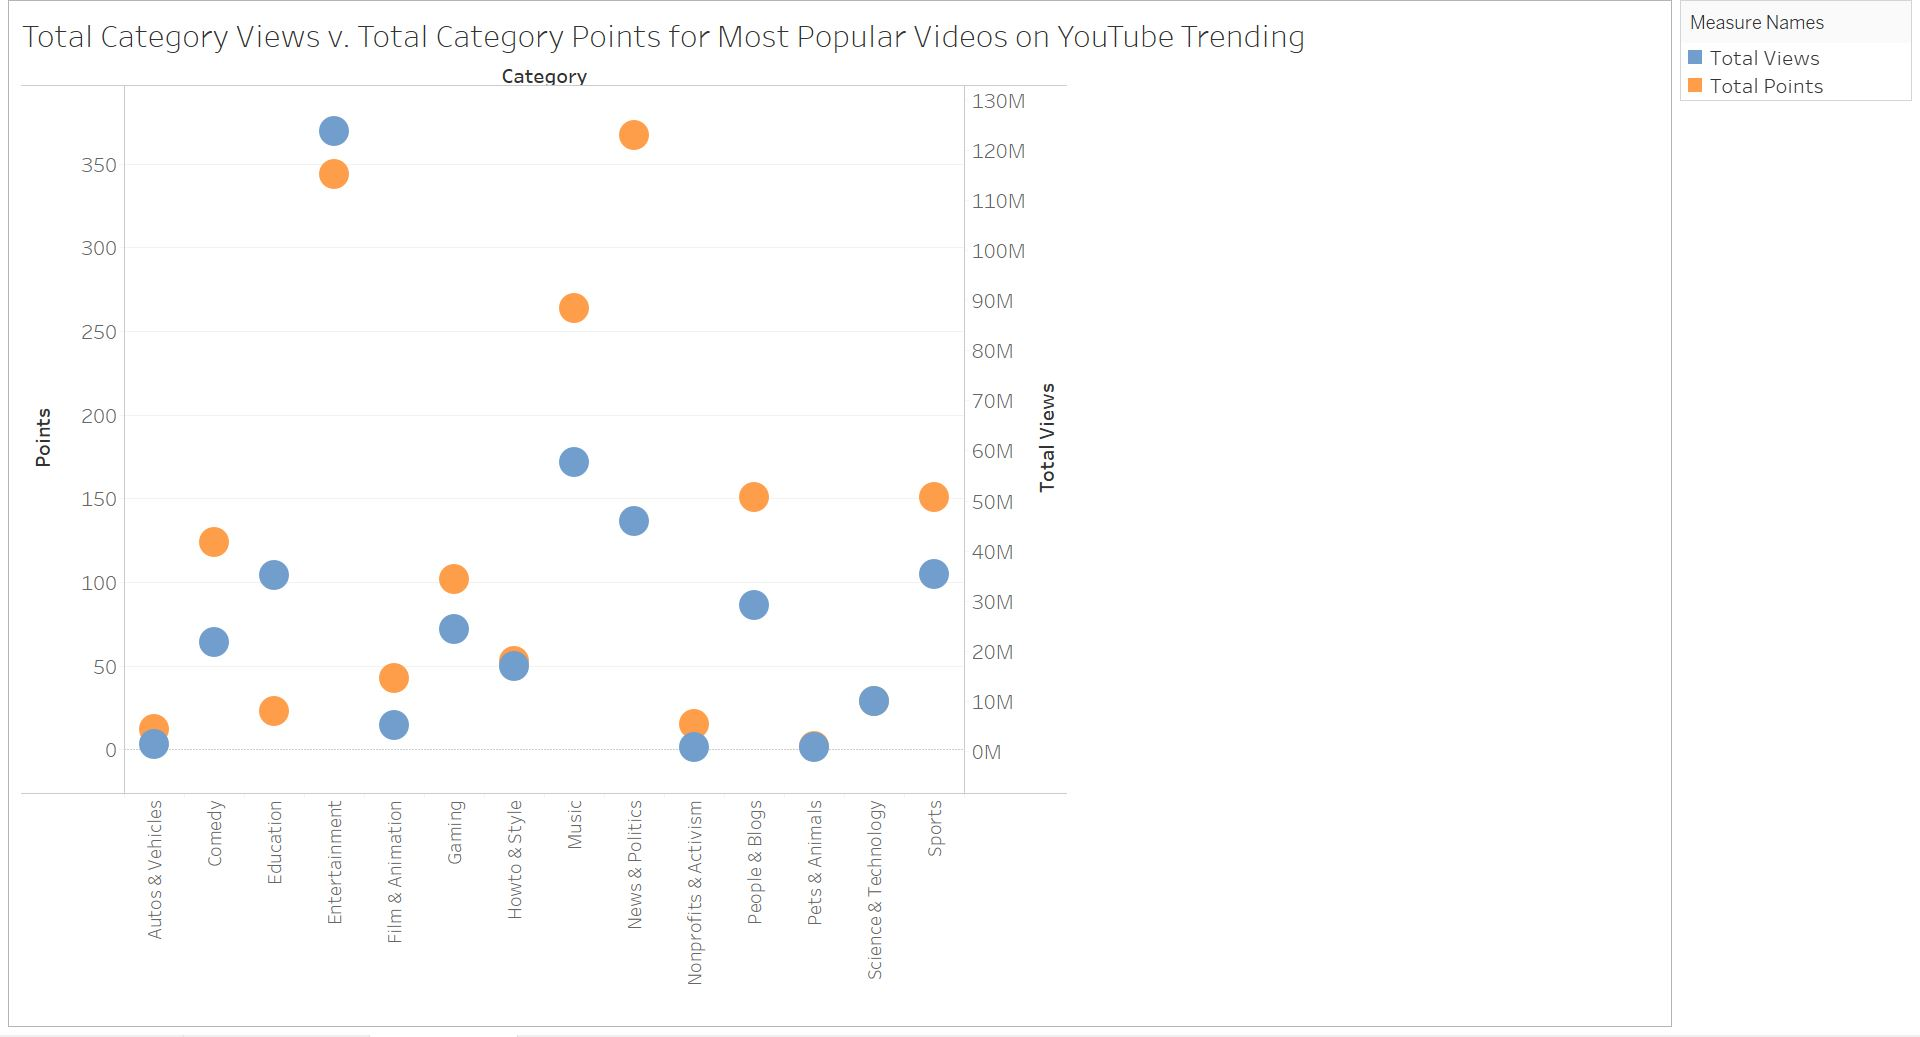 Total Category Views v. Total Category Points for Most Popular Videos on YouTube Trending
Measure Names
Total Views
Total Points
Category
Points
350
300
250
200
150
100
50
0
130M
120M
110M
100M
90M
80M
70M
60M
50M
40M
30M
20M
10M
0M
Total Views
Autos & Vehicles
Comedy
Education
Entertainment
Film & Animation
Gaming
Howto & Style
Music
News & Politics
Nonprofits & Activism
People & Blogs
Pets & Animals
Science & Technology
Sports